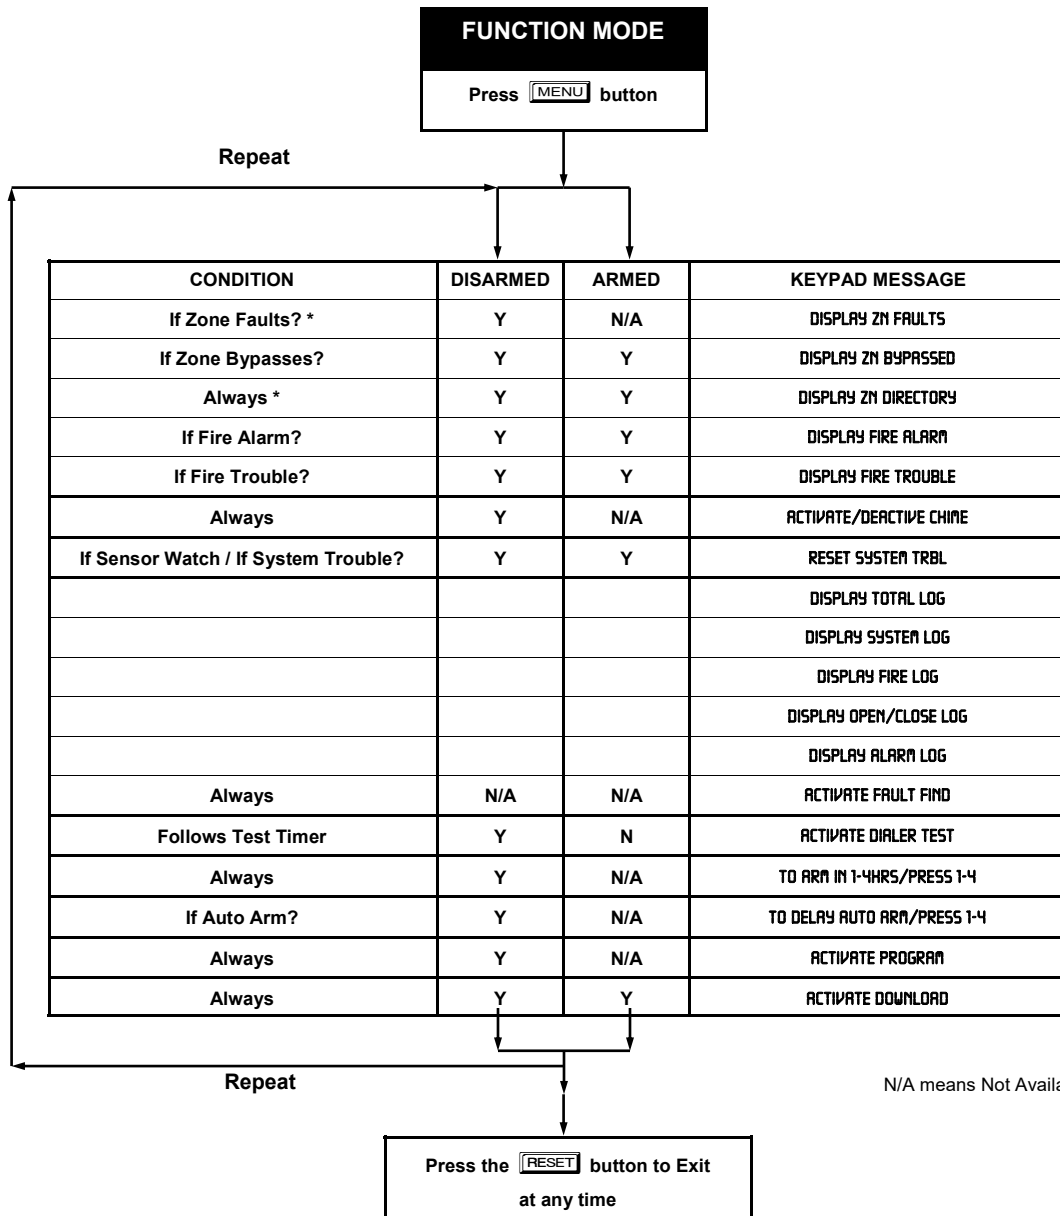 FUNCTION MODE
Press MENU button
Repeat
CONDITION DISARMED ARMED KEYPAD MESSAGE
If Zone Faults? * Y N/A DISPLAY ZN FAULTS
If Zone Bypasses? Y Y DISPLAY ZN BYPASSED
Always * Y Y DISPLAY ZN DIRECTORY
If Fire Alarm? Y Y DISPLAY FIRE ALARM
If Fire Trouble? Y Y DISPLAY FIRE TROUBLE
Always Y N/A ACTIVATE/DEACTIVE CHIME
If Sensor Watch / If System Trouble? Y Y RESET SYSTEM TRBL
DISPLAY TOTAL LOG
DISPLAY SYSTEM LOG
DISPLAY FIRE LOG
DISPLAY OPEN/CLOSE LOG
DISPLAY ALARM LOG
Always N/A N/A ACTIVATE FAULT FIND
Follows Test Timer Y N ACTIVATE DIALER TEST
Always Y N/A TO ARM IN 1-4HRS/PRESS 1-4
If Auto Arm? Y N/A TO DELAY AUTO ARM/PRESS 1-4
Always Y N/A ACTIVATE PROGRAM
Always Y Y ACTIVATE DOWNLOAD
Repeat
N/A means Not Availa
Press the RESET button to Exit
at any time